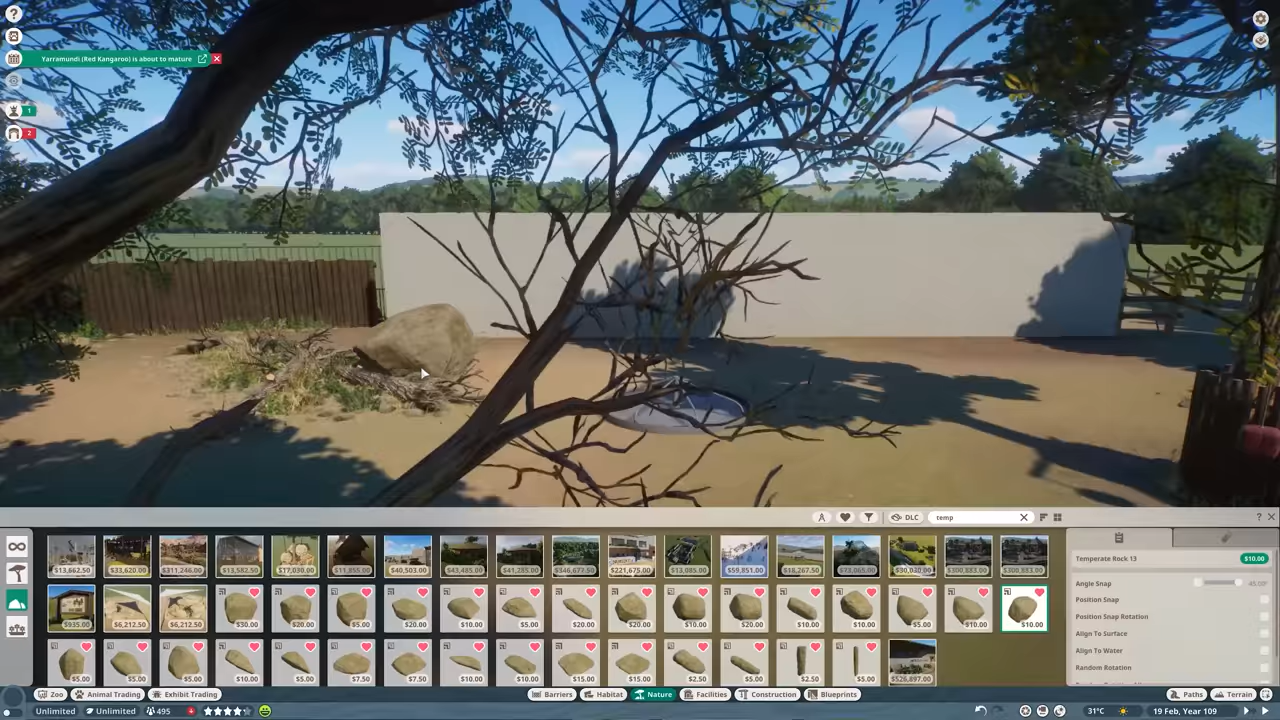 ?
Yarramundi (Red Kangaroo) is about to mature
1
2
DLC
temp
?
$13,662.50
$33,620.00
$311,246.00
$13,582.50
$17,030.00
$11,855.00
$40,503.00
$43,485.00
$41,285.00
$346,677.50
$221,675.00
$13,085.00
$59,851.00
$18,267.50
$73,065.00
$30,030.00
$300,883.00
$300,883.00
$935.00
$6,212.50
$6,212.50
$30.00
$20.00
$5.00
$20.00
$10.00
$5.00
$20.00
$20.00
$10.00
$20.00
$10.00
$10.00
$5.00
$10.00
$10.00
$5.00
$5.00
$5.00
$10.00
$5.00
$7.50
$7.50
$10.00
$10.00
$15.00
$15.00
$2.50
$5.00
$2.50
$5.00
$526,897.00
Temperate Rock 13
$10.00
Angle Snap
45.00°
Position Snap
Position Snap Rotation
Align To Surface
Align To Water
Random Rotation
Zoo
Animal Trading
Exhibit Trading
Barriers
Habitat
Nature
Facilities
Construction
Blueprints
Paths
Terrain
Unlimited
Unlimited
495
31°C
19 Feb, Year 109